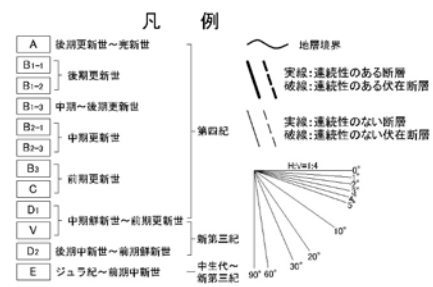 凡 例
A 後期更新世~完新世
B1-1
B1-2
後期更新世
B1-3 中期~後期更新世
B2-1
B2-3
中期更新世
B3
C
前期更新世
D1
V
中期鮮新世~前期更新世
D2 後期中新世~前期鮮新世
E ジュラ紀~前期中新世
第四紀
新第三紀
中生代~
新第三紀
地層境界
実線:連続性のある断層
破線:連続性のある伏在断層
実線:連続性のない断層
破線:連続性のない伏在断層
H:V=1:4
0°
1°
2°
3°
4°
5°
10°
20°
30°
60°
90°